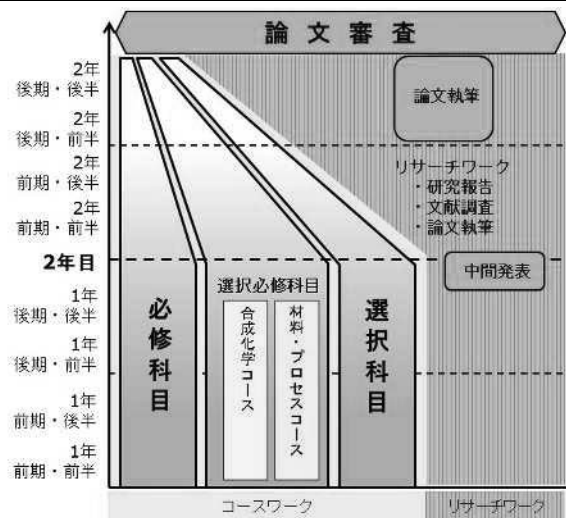 論文審査
2年
後期・後半
論文執筆
2年
後期・前半
リサーチワーク
・研究報告
・文献調査
・論文執筆
2年
前期・後半
2年
前期・前半
2年目
中間発表
1年
後期・後半
1年
後期・前半
1年
前期・後半
1年
前期・前半
必修科目
選択必修科目
合成化学コース
材料・プロセスコース
選択科目
コースワーク
リサーチワーク